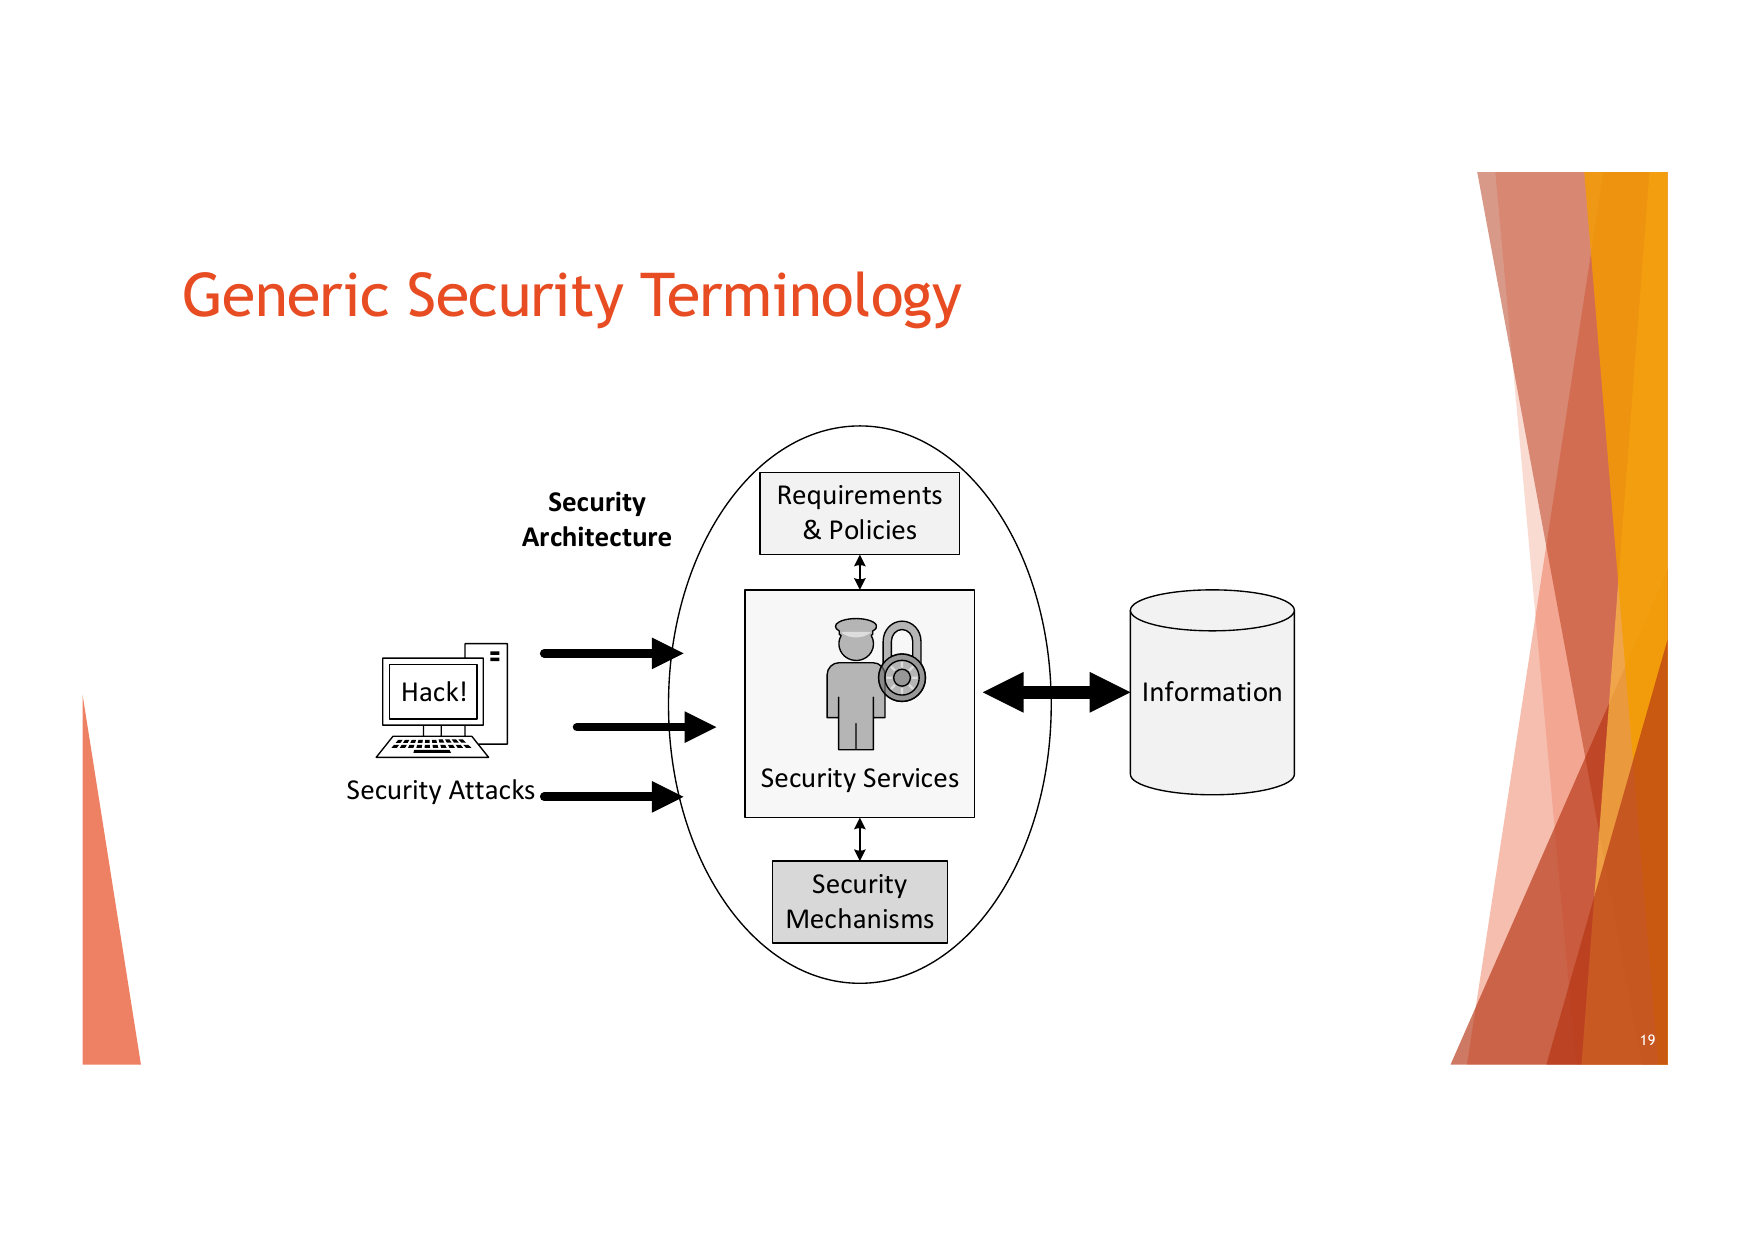 Generic Security Terminology
Security
Architecture
Requirements
& Policies
Hack!
Security Attacks
Security Services
Information
Security
Mechanisms
19